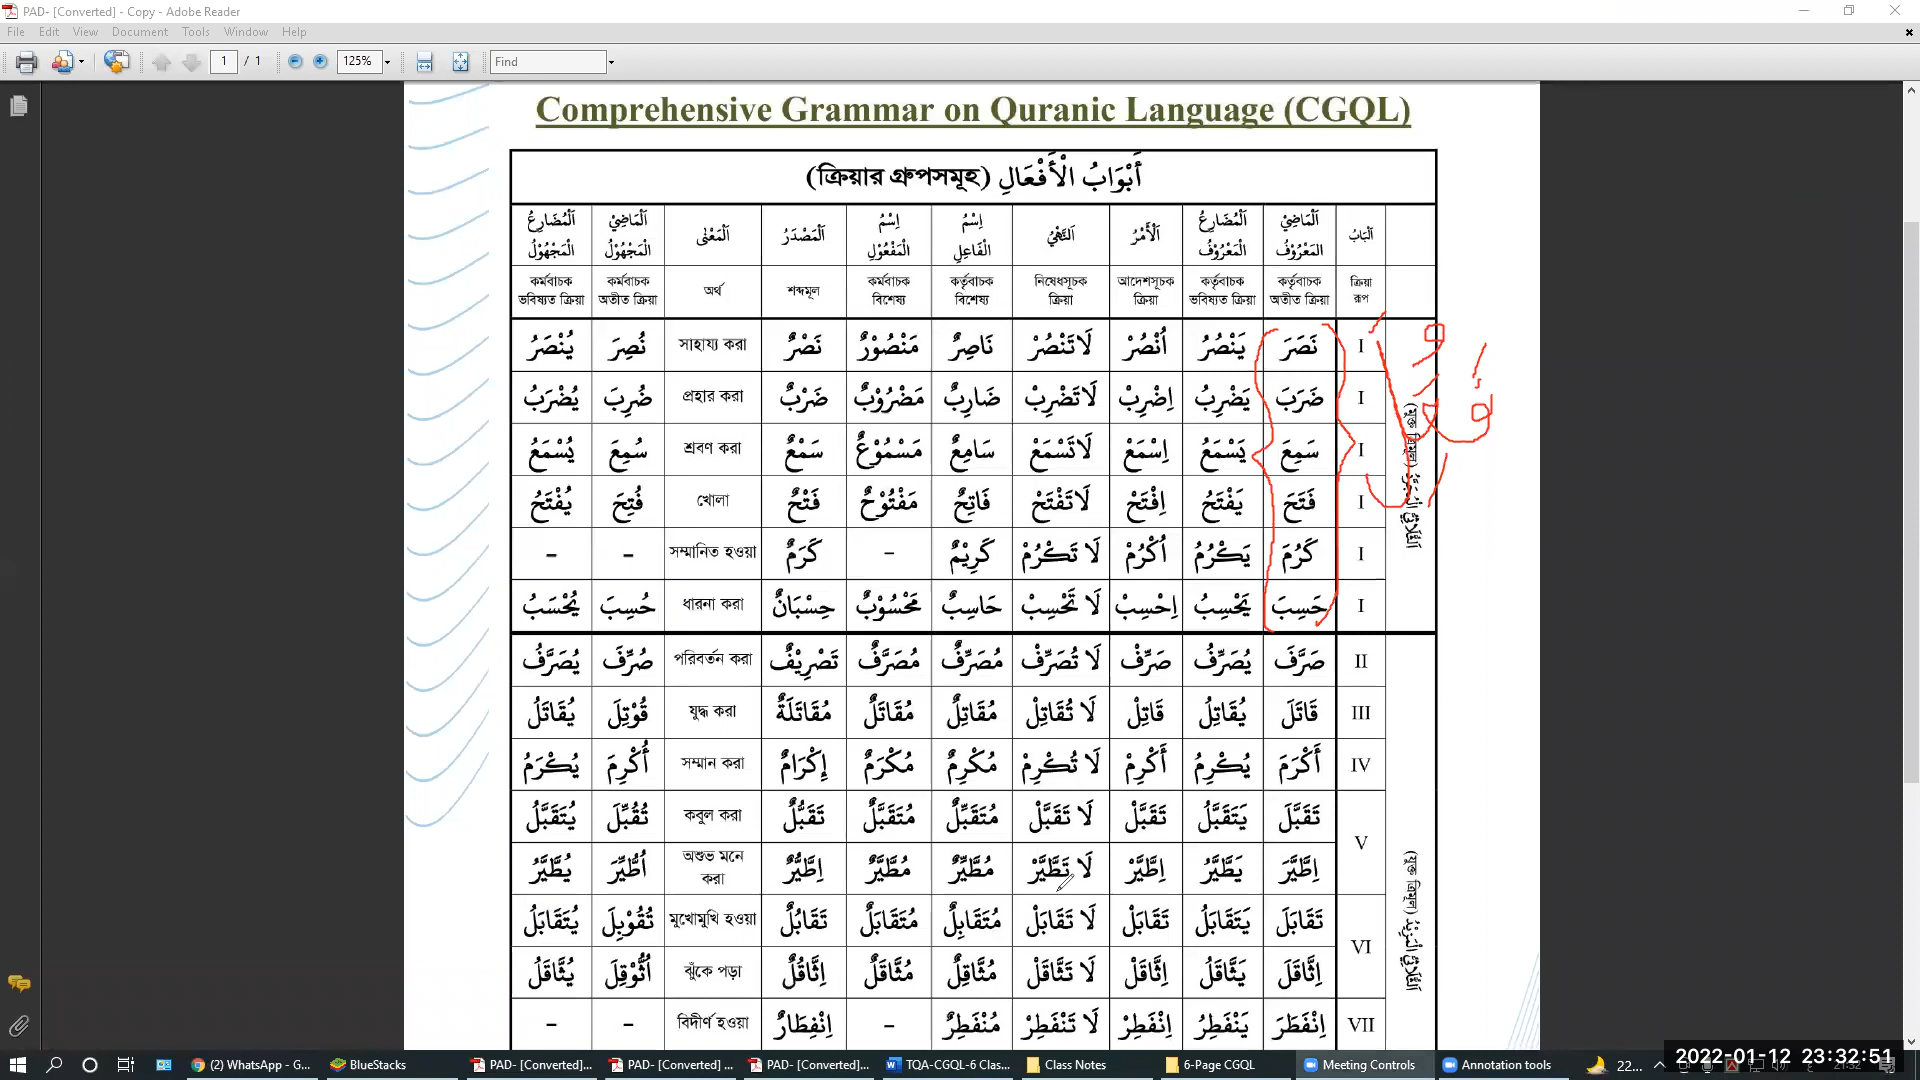 PAD- [Converted] - Copy - Adobe Reader
File Edit View Document Tools Window Help
1 / 1 125% Find
Comprehensive Grammar on Quranic Language (CGQL)
أَبْوَابُ الْأَفْعَالِ (ক্রিয়ার গ্রুপসমূহ)
اَلْمُضَارِعُ الْمَجْهُوْلُ اَلْمَاضِيْ الْمَجْهُوْلُ اَلْمَعْنٰى اَلْمَصْدَرُ اِسْمُ الْمَفْعُوْلِ اِسْمُ الْفَاعِلِ اَلنَّهْيُ اَلْأَمْرُ اَلْمُضَارِعُ الْمَعْرُوْفُ اَلْمَاضِيْ الْمَعْرُوْفُ اَلْبَابُ
কর্মবাচক ভবিষ্যত ক্রিয়া কর্মবাচক অতীত ক্রিয়া অর্থ শব্দমূল কর্মবাচক বিশেষ্য কর্তৃবাচক বিশেষ্য নিষেধসূচক ক্রিয়া আদেশসূচক ক্রিয়া কর্তৃবাচক ভবিষ্যত ক্রিয়া কর্তৃবাচক অতীত ক্রিয়া ক্রিয়া রূপ
يُنْصَرُ نُصِرَ সাহায্য করা نَصْرٌ مَنْصُوْرٌ نَاصِرٌ لَاتَنْصُرْ اُنْصُرْ يَنْصُرُ نَصَرَ I
يُضْرَبُ ضُرِبَ প্রহার করা ضَرْبٌ مَضْرُوْبٌ ضَارِبٌ لَاتَضْرِبْ اِضْرِبْ يَضْرِبُ ضَرَبَ I
يُسْمَعُ سُمِعَ শ্রবণ করা سَمْعٌ مَسْمُوْعٌ سَامِعٌ لَاتَسْمَعْ اِسْمَعْ يَسْمَعُ سَمِعَ I
يُفْتَحُ فُتِحَ খোলা فَتْحٌ مَفْتُوْحٌ فَاتِحٌ لَاتَفْتَحْ اِفْتَحْ يَفْتَحُ فَتَحَ I
- - সম্মানিত হওয়া كَرَمٌ - كَرِيْمٌ لَا تَكْرُمْ اُكْرُمْ يَكْرُمُ كَرُمَ I
يُحْسَبُ حُسِبَ ধারনা করা حِسْبَانٌ مَحْسُوْبٌ حَاسِبٌ لَا تَحْسِبْ اِحْسِبْ يَحْسِبُ حَسِبَ I
يُصَرَّفُ صُرِّفَ পরিবর্তন করা تَصْرِيْفٌ مُصَرَّفٌ مُصَرِّفٌ لَا تُصَرِّفْ صَرِّفْ يُصَرِّفُ صَرَّفَ II
يُقَاتَلُ قُوْتِلَ যুদ্ধ করা مُقَاتَلَةٌ مُقَاتَلٌ مُقَاتِلٌ لَا تُقَاتِلْ قَاتِلْ يُقَاتِلُ قَاتَلَ III
يُكْرَمُ أُكْرِمَ সম্মান করা إِكْرَامٌ مُكْرَمٌ مُكْرِمٌ لَا تُكْرِمْ أَكْرِمْ يُكْرِمُ أَكْرَمَ IV
يُتَقَبَّلُ تُقُبِّلَ কবুল করা تَقَبُّلٌ مُتَقَبَّلٌ مُتَقَبِّلٌ لَا تَقَبَّلْ تَقَبَّلْ يَتَقَبَّلُ تَقَبَّلَ V
يُطَّيَّرُ اُطُّيِّرَ অশুভ মনে করা اِطَّيُّرٌ مُطَّيَّرٌ مُطَّيِّرٌ لَا تَطَّيَّرْ اِطَّيَّرْ يَطَّيَّرُ اِطَّيَّرَ
يُتَقَابَلُ تُقُوْبِلَ মুখোমুখি হওয়া تَقَابُلٌ مُتَقَابَلٌ مُتَقَابِلٌ لَا تَقَابَلْ تَقَابَلْ يَتَقَابَلُ تَقَابَلَ VI
يُثَّاقَلُ اُثُّوْقِلَ ঝুঁকে পড়া اِثَّاقُلٌ مُثَّاقَلٌ مُثَّاقِلٌ لَا تَثَّاقَلْ اِثَّاقَلْ يَثَّاقَلُ اِثَّاقَلَ
- - বিদীর্ণ হওয়া اِنْفِطَارٌ - مُنْفَطِرٌ لَا تَنْفَطِرْ اِنْفَطِرْ يَنْفَطِرُ اِنْفَطَرَ VII
اَلثُّلَاثِيُّ الْمُجَرَّدُ
اَلثُّلَاثِيُّ الْمَزِيْدُ
(2) WhatsApp - G... BlueStacks PAD- [Converted]... PAD- [Converted] ... PAD- [Converted]... TQA-CGQL-6 Clas... Class Notes 6-Page CGQL Meeting Controls Annotation tools 22...
2022-01-12 23:32:51